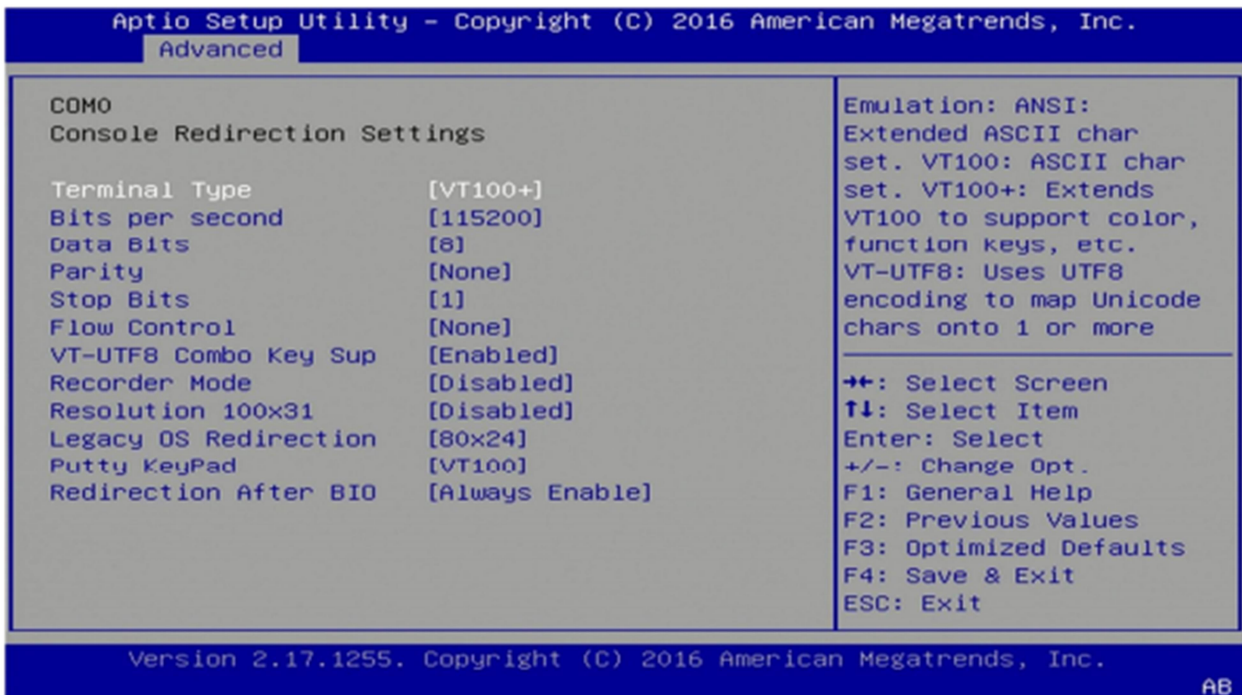 Aptio Setup Utility – Copyright (C) 2016 American Megatrends, Inc.
Advanced
COM0
Console Redirection Settings
Terminal Type [VT100+]
Bits per second [115200]
Data Bits [8]
Parity [None]
Stop Bits [1]
Flow Control [None]
VT-UTF8 Combo Key Sup [Enabled]
Recorder Mode [Disabled]
Resolution 100x31 [Disabled]
Legacy OS Redirection [80x24]
Putty KeyPad [VT100]
Redirection After BIO [Always Enable]
Emulation: ANSI:
Extended ASCII char
set. VT100: ASCII char
set. VT100+: Extends
VT100 to support color,
function keys, etc.
VT-UTF8: Uses UTF8
encoding to map Unicode
chars onto 1 or more
→←: Select Screen
↑↓: Select Item
Enter: Select
+/-: Change Opt.
F1: General Help
F2: Previous Values
F3: Optimized Defaults
F4: Save & Exit
ESC: Exit
Version 2.17.1255. Copyright (C) 2016 American Megatrends, Inc.
AB